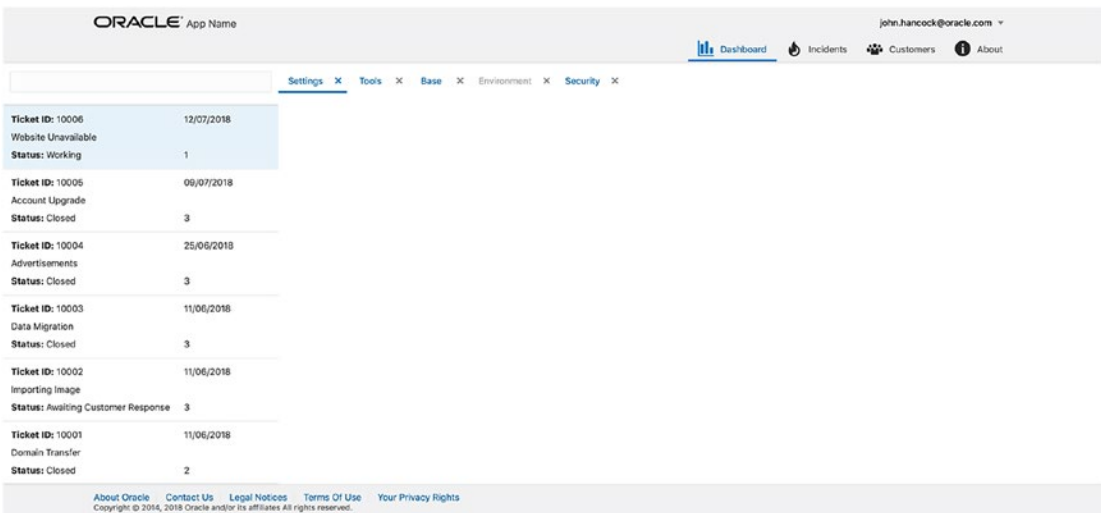 ORACLE App Name
john.hancock@oracle.com
Dashboard Incidents Customers About
Settings Tools Base Environment Security
Ticket ID: 10006 12/07/2018
Website Unavailable
Status: Working 1
Ticket ID: 10005 09/07/2018
Account Upgrade
Status: Closed 3
Ticket ID: 10004 25/06/2018
Advertisements
Status: Closed 3
Ticket ID: 10003 11/06/2018
Data Migration
Status: Closed 3
Ticket ID: 10002 11/06/2018
Importing Image
Status: Awaiting Customer Response 3
Ticket ID: 10001 11/06/2018
Domain Transfer
Status: Closed 2
About Oracle Contact Us Legal Notices Terms Of Use Your Privacy Rights
Copyright © 2014, 2018 Oracle and/or its affiliates All rights reserved.